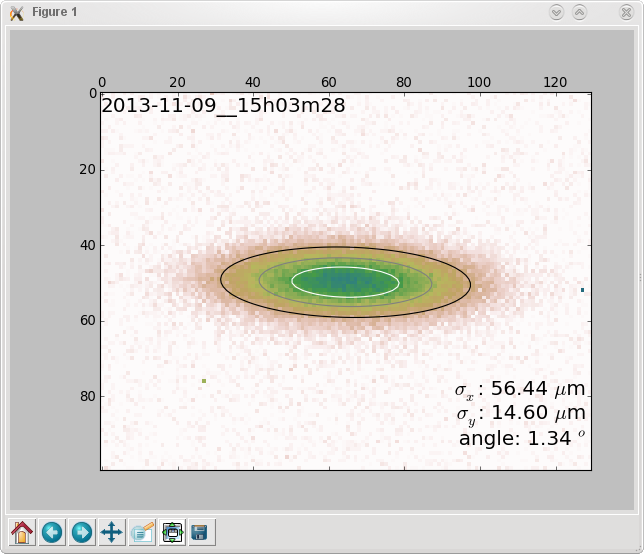 Figure 1
0 20 40 60 80 100 120
0
2013-11-09__15h03m28
20
40
60
80
σx: 56.44 μm
σy: 14.60 μm
angle: 1.34 °